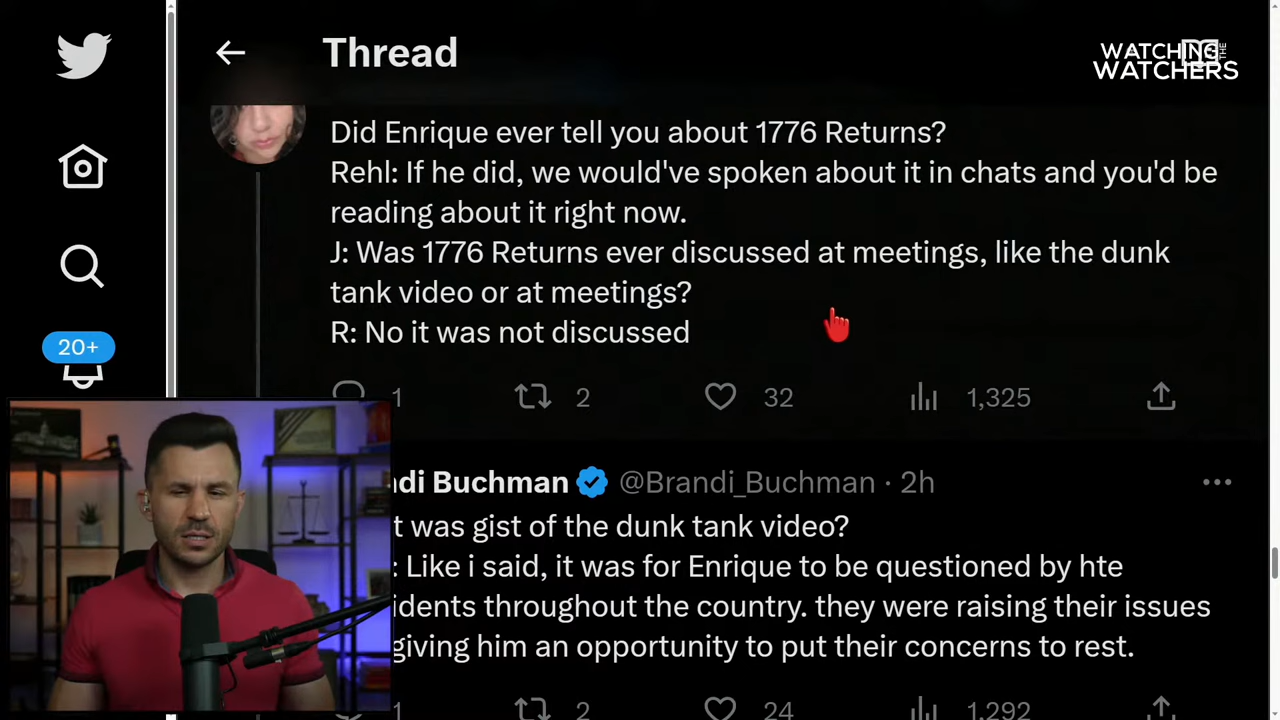 WATCHING THE
WATCHERS
Thread
Did Enrique ever tell you about 1776 Returns?
Rehl: If he did, we would've spoken about it in chats and you'd be
reading about it right now.
J: Was 1776 Returns ever discussed at meetings, like the dunk
tank video or at meetings?
R: No it was not discussed
20+
1
2
32
1,325
di Buchman @Brandi_Buchman · 2h
t was gist of the dunk tank video?
: Like i said, it was for Enrique to be questioned by hte
idents throughout the country. they were raising their issues
giving him an opportunity to put their concerns to rest.
1
2
24
1,292